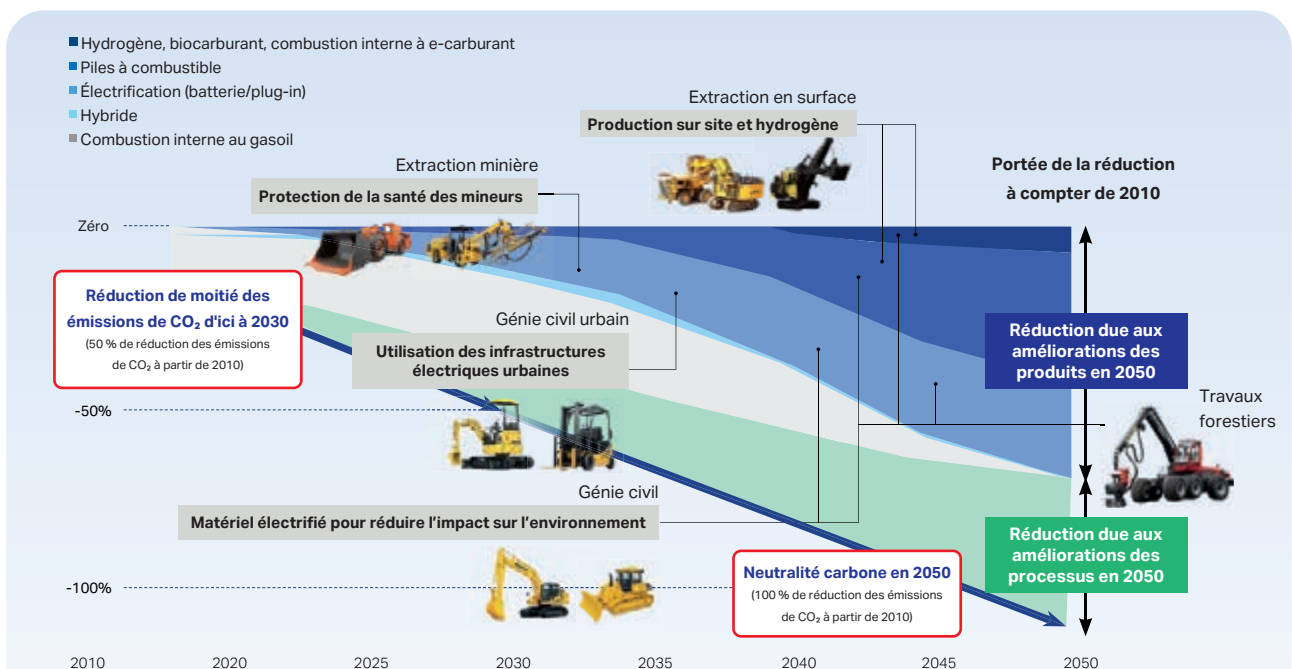 Hydrogène, biocarburant, combustion interne à e-carburant
Piles à combustible
Électrification (batterie/plug-in)
Hybride
Combustion interne au gasoil
Extraction en surface
Production sur site et hydrogène
Extraction minière
Protection de la santé des mineurs
Portée de la réduction
à compter de 2010
Zéro
Réduction de moitié des
émissions de CO₂ d'ici à 2030
(50 % de réduction des émissions
de CO₂ à partir de 2010)
Génie civil urbain
Utilisation des infrastructures
électriques urbaines
Réduction due aux
améliorations des
produits en 2050
Travaux
forestiers
-50%
Génie civil
Matériel électrifié pour réduire l'impact sur l'environnement
Réduction due aux
améliorations des
processus en 2050
-100%
Neutralité carbone en 2050
(100 % de réduction des émissions
de CO₂ à partir de 2010)
2010 2020 2025 2030 2035 2040 2045 2050